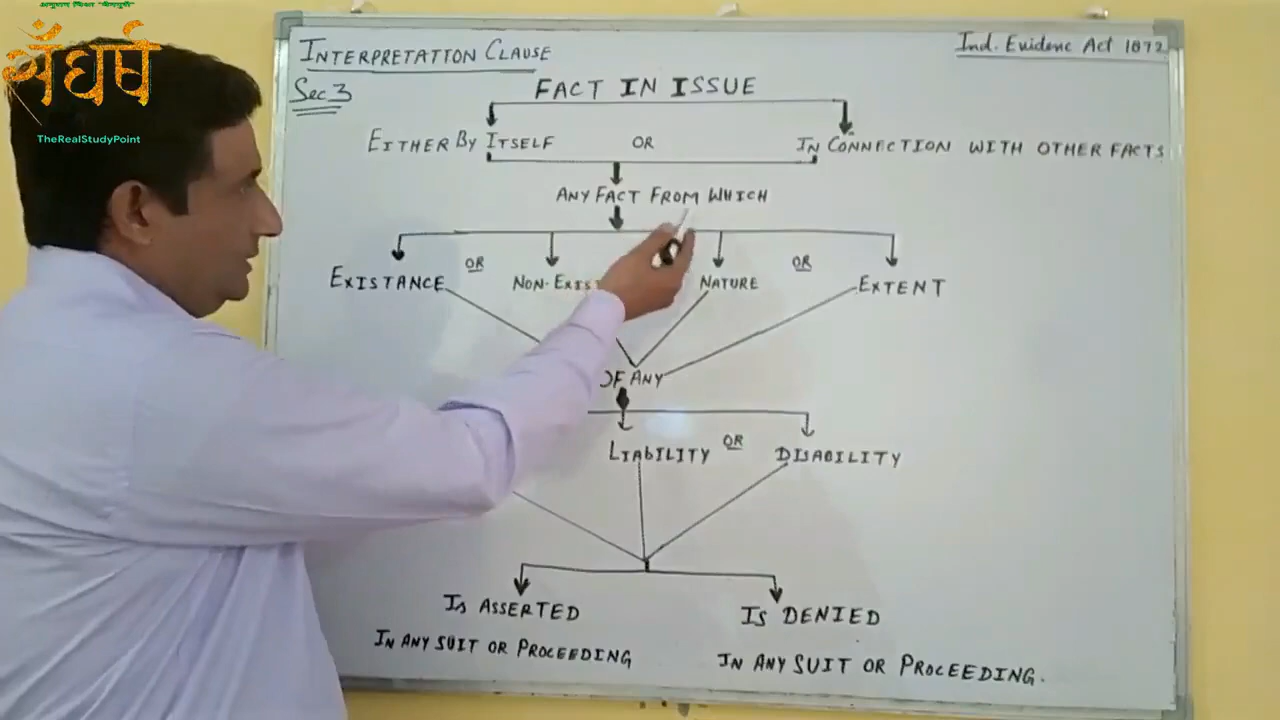 संघर्ष
TheRealStudyPoint
INTERPRETATION CLAUSE
Ind. Evidenc Act 1872
Sec 3
FACT IN ISSUE
EITHER BY ITSELF OR IN CONNECTION WITH OTHER FACTS
ANY FACT FROM WHICH
EXISTANCE OR NON-EXIST NATURE OR EXTENT
OF ANY
LIABILITY OR DISABILITY
IS ASSERTED IS DENIED
IN ANY SUIT OR PROCEEDING IN ANY SUIT OR PROCEEDING.